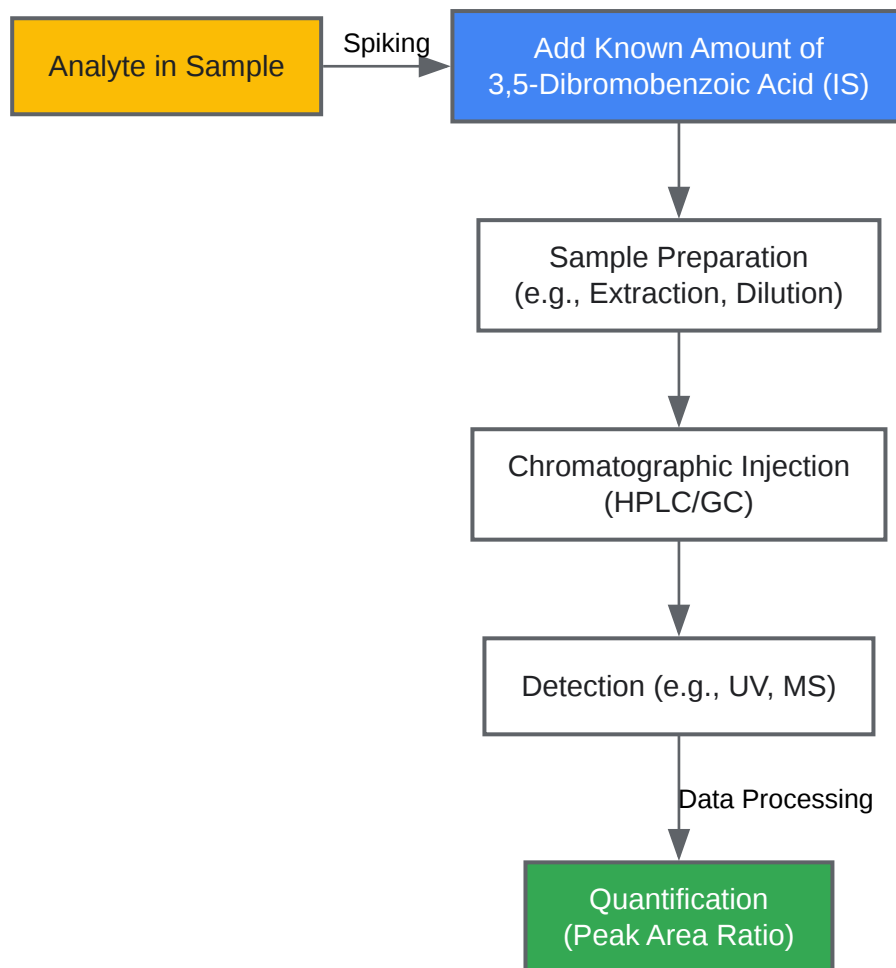 Analyte in Sample
Spiking
Add Known Amount of
3,5-Dibromobenzoic Acid (IS)
Sample Preparation
(e.g., Extraction, Dilution)
Chromatographic Injection
(HPLC/GC)
Detection (e.g., UV, MS)
Data Processing
Quantification
(Peak Area Ratio)